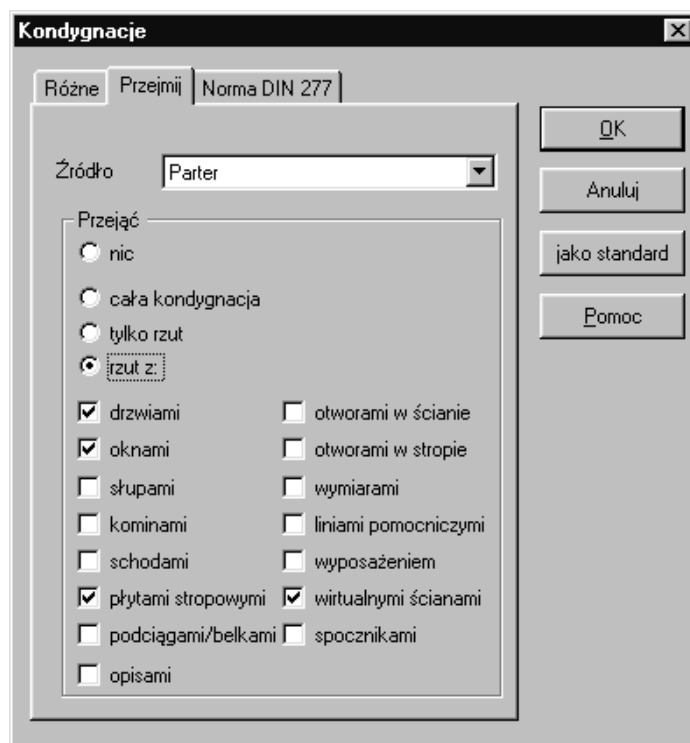 Kondygnacje
Różne Przejmij Norma DIN 277
OK
Anuluj
jako standard
Pomoc
Źródło Parter
Przejąć
nic
cała kondygnacja
tylko rzut
rzut z:
drzwiami otworami w ścianie
oknami otworami w stropie
słupami wymiarami
kominami liniami pomocniczymi
schodami wyposażeniem
płytami stropowymi wirtualnymi ścianami
podciągami/belkami spocznikami
opisami